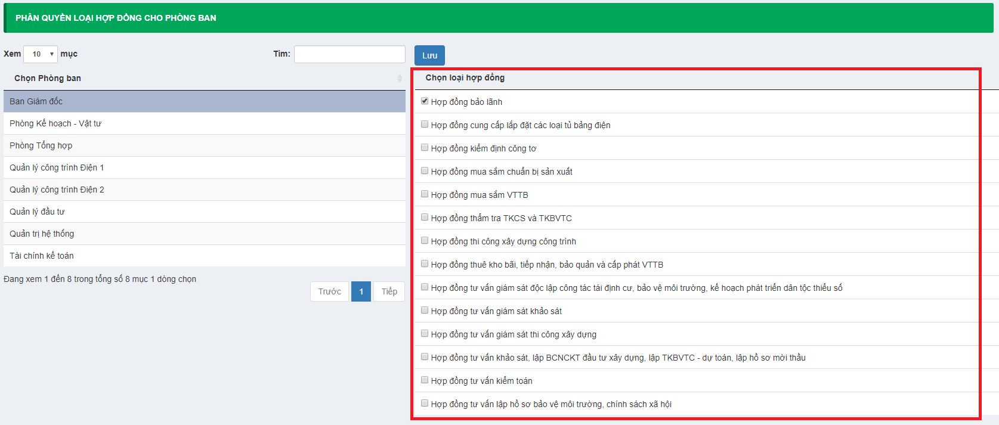 PHÂN QUYỀN LOẠI HỢP ĐỒNG CHO PHÒNG BAN
Xem 10 mục
Tìm:
Lưu
Chọn Phòng ban
Ban Giám đốc
Phòng Kế hoạch - Vật tư
Phòng Tổng hợp
Quản lý công trình Điện 1
Quản lý công trình Điện 2
Quản lý đầu tư
Quản trị hệ thống
Tài chính kế toán
Đang xem 1 đến 8 trong tổng số 8 mục 1 dòng chọn
Trước 1 Tiếp
Chọn loại hợp đồng
Hợp đồng bảo lãnh
Hợp đồng cung cấp lắp đặt các loại tủ bảng điện
Hợp đồng kiểm định công tơ
Hợp đồng mua sắm chuẩn bị sản xuất
Hợp đồng mua sắm VTTB
Hợp đồng thẩm tra TKCS và TKBVTC
Hợp đồng thi công xây dựng công trình
Hợp đồng thuê kho bãi, tiếp nhận, bảo quản và cấp phát VTTB
Hợp đồng tư vấn giám sát độc lập công tác tái định cư, bảo vệ môi trường, kế hoạch phát triển dân tộc thiểu số
Hợp đồng tư vấn giám sát khảo sát
Hợp đồng tư vấn giám sát thi công xây dựng
Hợp đồng tư vấn khảo sát, lập BCNCKT đầu tư xây dựng, lập TKBVTC - dự toán, lập hồ sơ mời thầu
Hợp đồng tư vấn kiểm toán
Hợp đồng tư vấn lập hồ sơ bảo vệ môi trường, chính sách xã hội